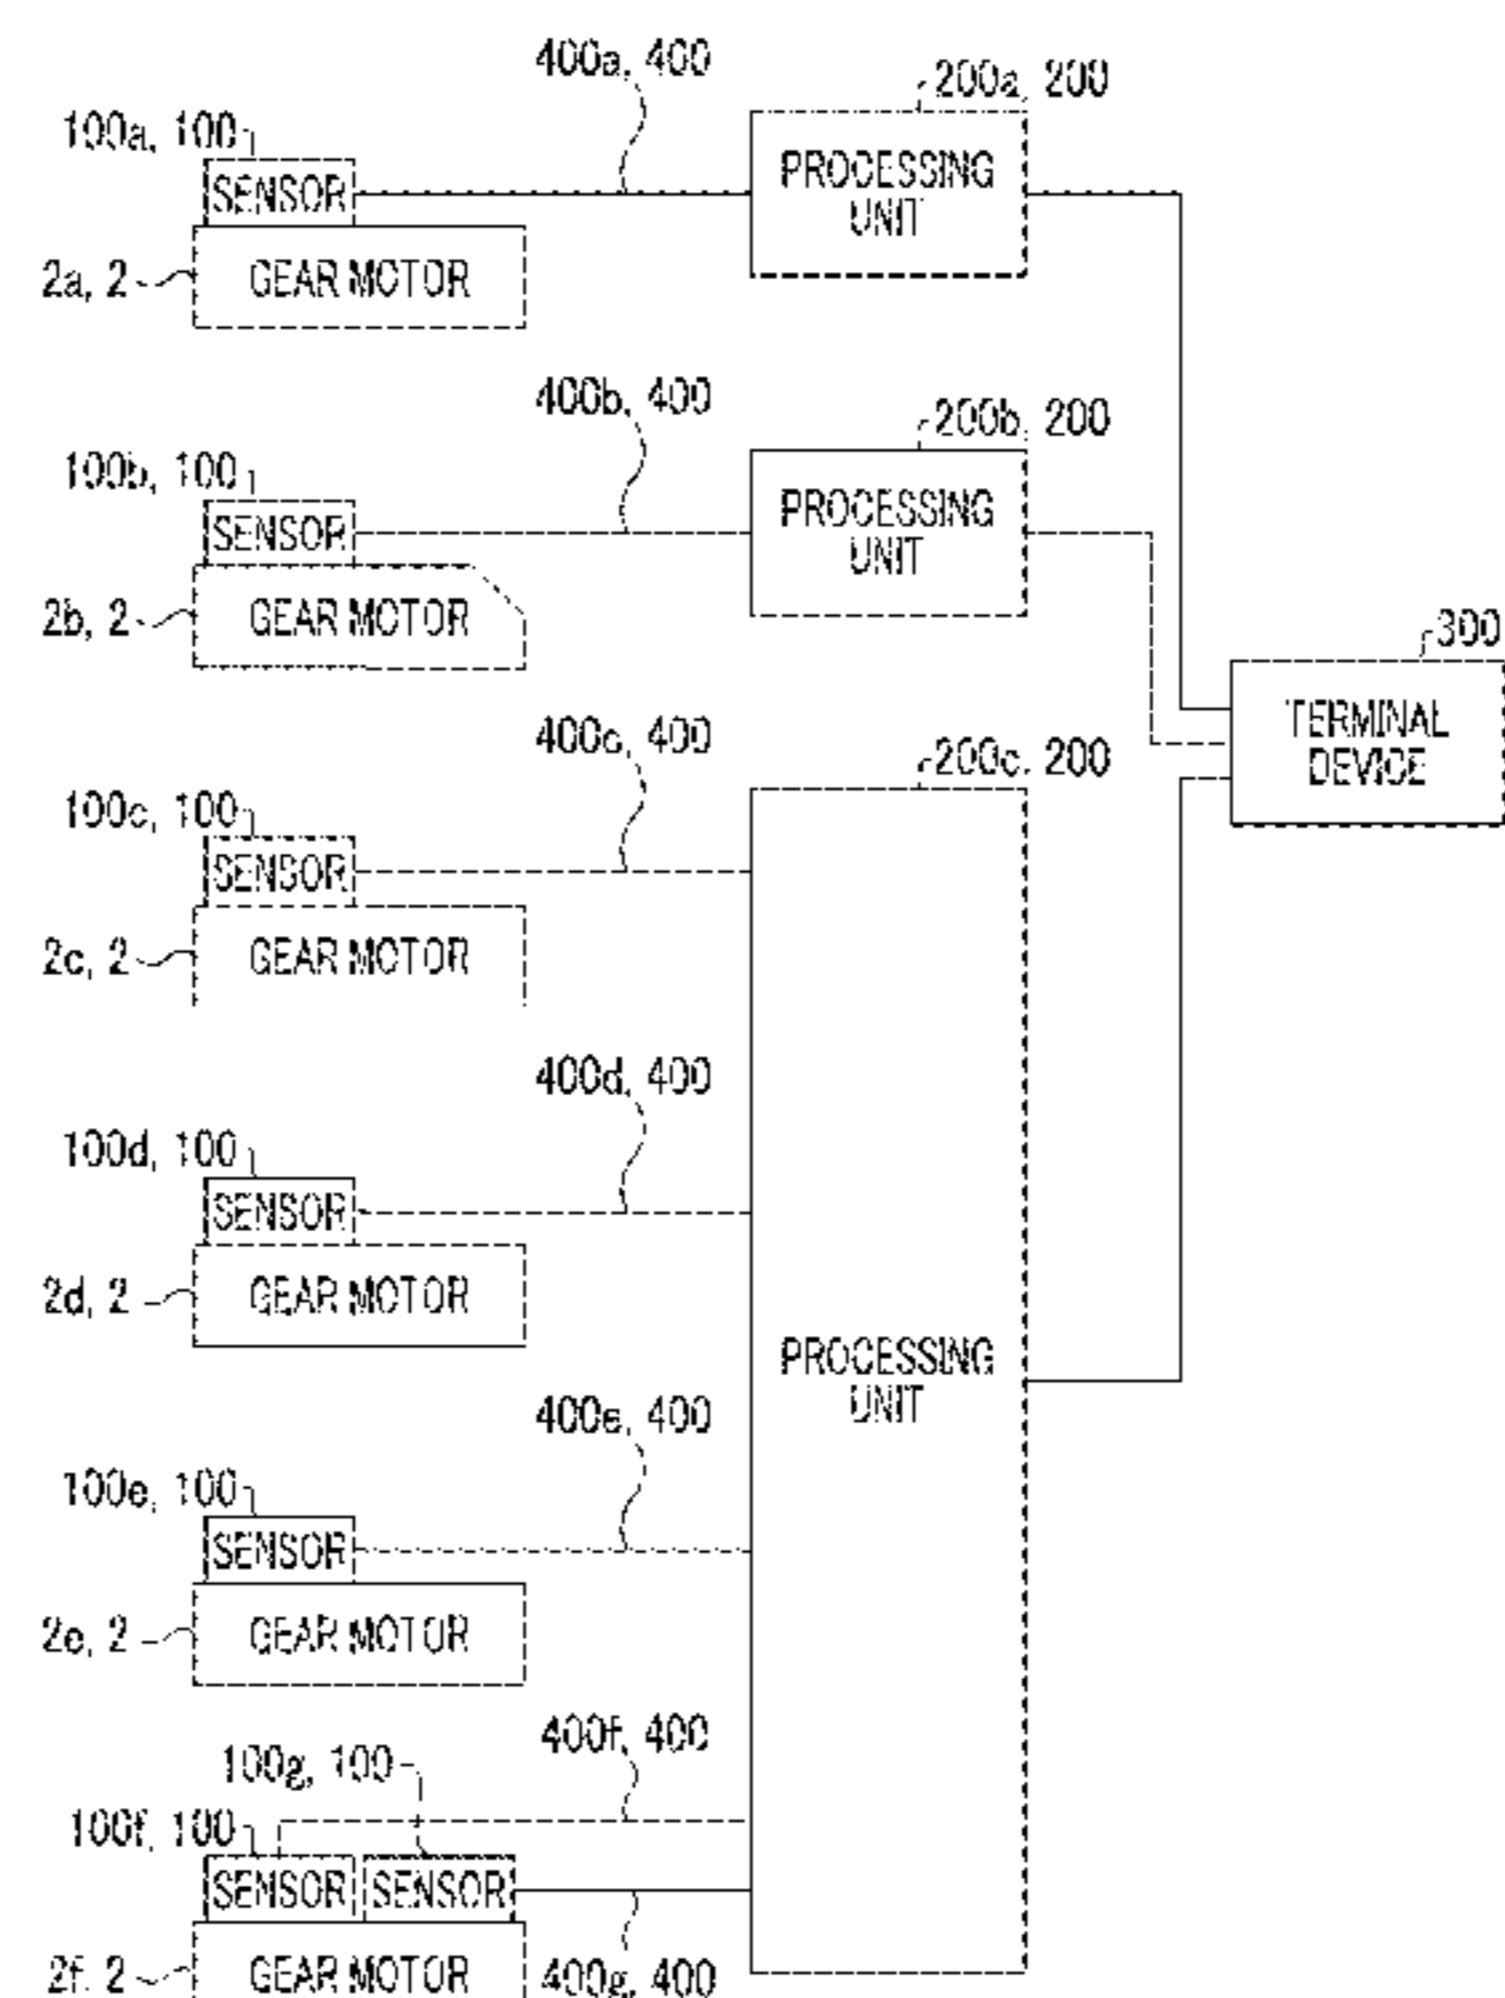 400a, 400
200a, 200
100a, 100
SENSOR
PROCESSING
UNIT
2a, 2
GEAR MOTOR
400b, 400
200b, 200
100b, 100
SENSOR
PROCESSING
UNIT
2b, 2
GEAR MOTOR
300
TERMINAL
DEVICE
400c, 400
200c, 200
100c, 100
SENSOR
2c, 2
GEAR MOTOR
400d, 400
100d, 100
SENSOR
2d, 2
GEAR MOTOR
PROCESSING
UNIT
400e, 400
100e, 100
SENSOR
2e, 2
GEAR MOTOR
400f, 400
100g, 100
100f, 100
SENSOR
SENSOR
2f, 2
GEAR MOTOR
400g, 400